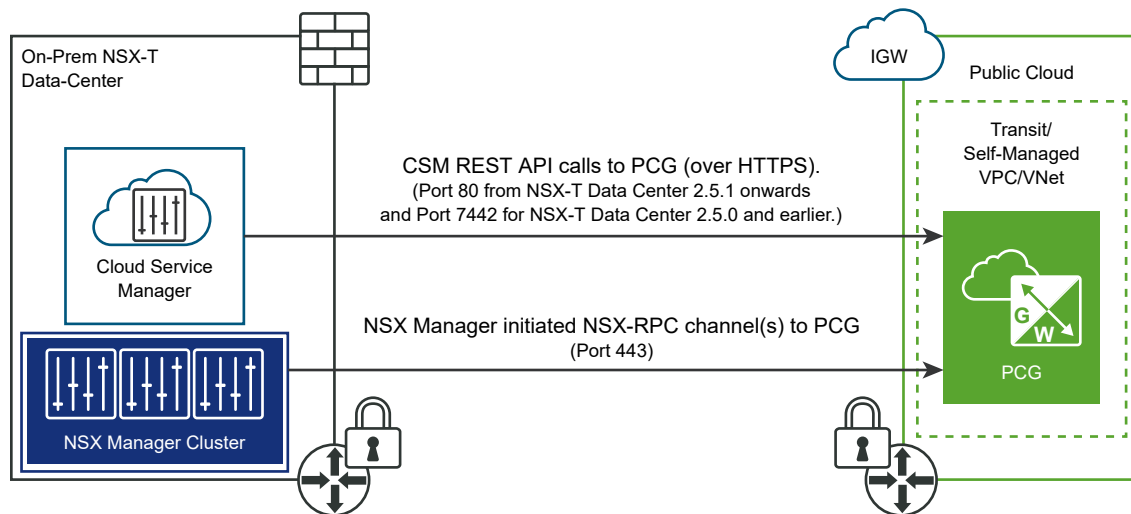 On-Prem NSX-T
Data-Center
IGW
Public Cloud
Transit/
Self-Managed
VPC/VNet
CSM REST API calls to PCG (over HTTPS).
(Port 80 from NSX-T Data Center 2.5.1 onwards
and Port 7442 for NSX-T Data Center 2.5.0 and earlier.)
Cloud Service
Manager
NSX Manager initiated NSX-RPC channel(s) to PCG
(Port 443)
G
W
PCG
NSX Manager Cluster